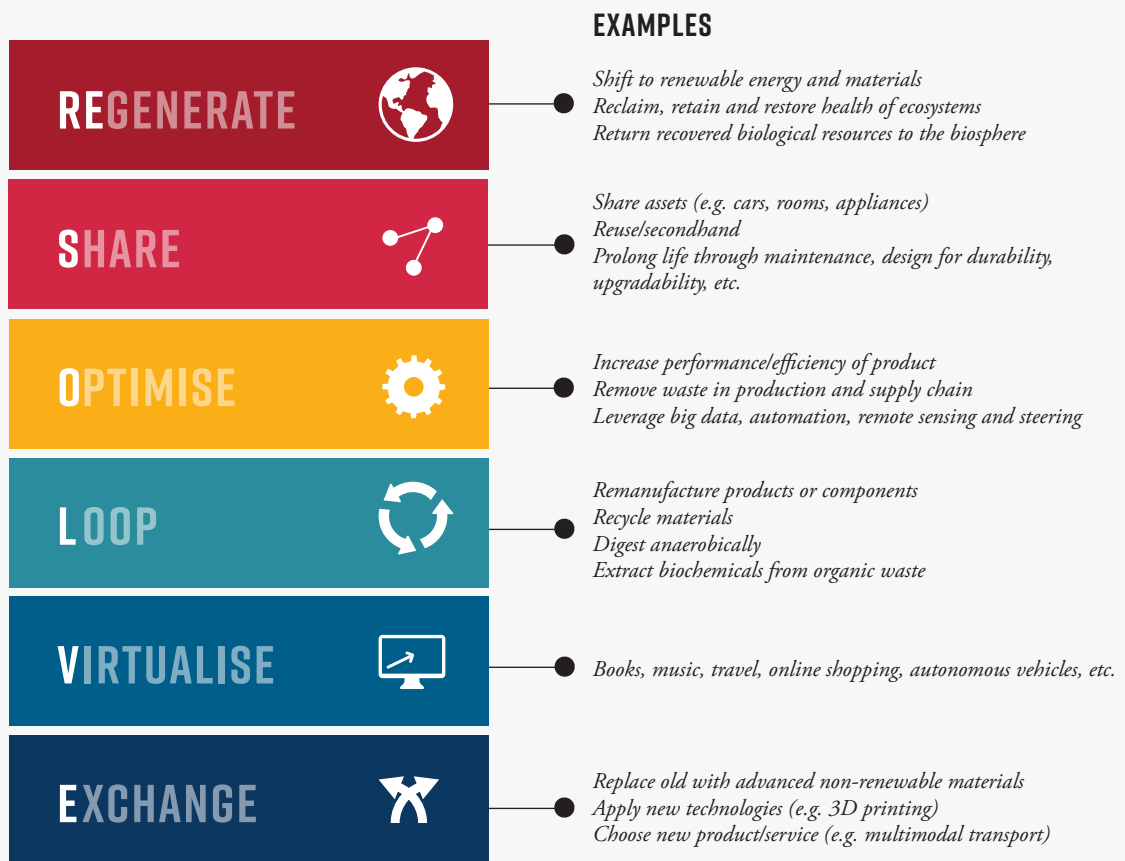 EXAMPLES
REGENERATE
Shift to renewable energy and materials
Reclaim, retain and restore health of ecosystems
Return recovered biological resources to the biosphere
SHARE
Share assets (e.g. cars, rooms, appliances)
Reuse/secondhand
Prolong life through maintenance, design for durability,
upgradability, etc.
OPTIMISE
Increase performance/efficiency of product
Remove waste in production and supply chain
Leverage big data, automation, remote sensing and steering
LOOP
Remanufacture products or components
Recycle materials
Digest anaerobically
Extract biochemicals from organic waste
VIRTUALISE
Books, music, travel, online shopping, autonomous vehicles, etc.
EXCHANGE
Replace old with advanced non-renewable materials
Apply new technologies (e.g. 3D printing)
Choose new product/service (e.g. multimodal transport)